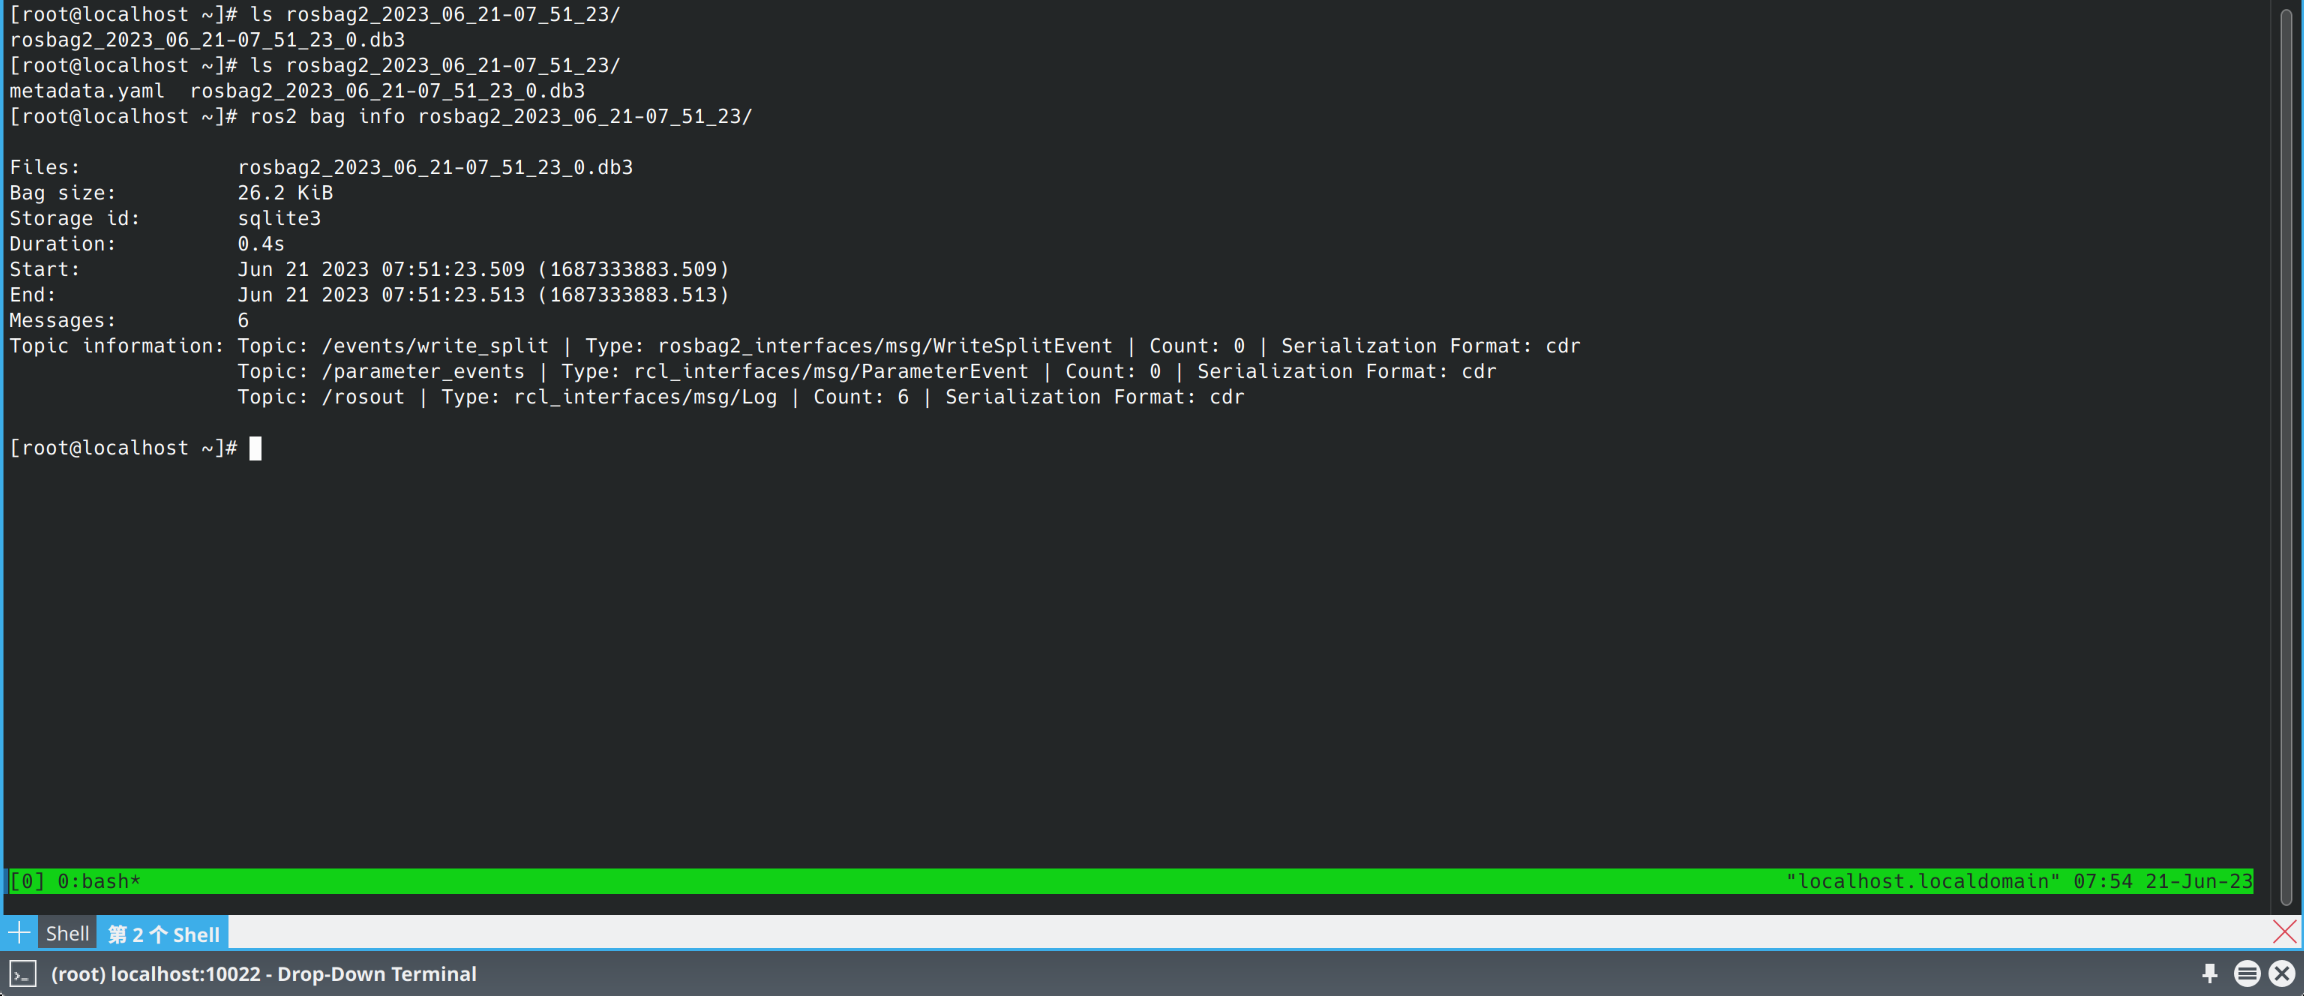 [root@localhost ~]# ls rosbag2_2023_06_21-07_51_23/
rosbag2_2023_06_21-07_51_23_0.db3
[root@localhost ~]# ls rosbag2_2023_06_21-07_51_23/
metadata.yaml  rosbag2_2023_06_21-07_51_23_0.db3
[root@localhost ~]# ros2 bag info rosbag2_2023_06_21-07_51_23/
Files:             rosbag2_2023_06_21-07_51_23_0.db3
Bag size:          26.2 KiB
Storage id:        sqlite3
Duration:          0.4s
Start:             Jun 21 2023 07:51:23.509 (1687333883.509)
End:               Jun 21 2023 07:51:23.513 (1687333883.513)
Messages:          6
Topic information: Topic: /events/write_split | Type: rosbag2_interfaces/msg/WriteSplitEvent | Count: 0 | Serialization Format: cdr
                   Topic: /parameter_events | Type: rcl_interfaces/msg/ParameterEvent | Count: 0 | Serialization Format: cdr
                   Topic: /rosout | Type: rcl_interfaces/msg/Log | Count: 6 | Serialization Format: cdr
[root@localhost ~]#
[0] 0:bash* "localhost.localdomain" 07:54 21-Jun-23
Shell 第 2 个 Shell
(root) localhost:10022 - Drop-Down Terminal